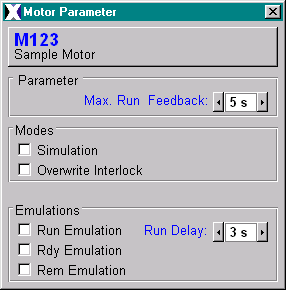 Motor Parameter
M123
Sample Motor
Parameter
Max. Run Feedback: 5 s
Modes
Simulation
Overwrite Interlock
Emulations
Run Emulation Run Delay: 3 s
Rdy Emulation
Rem Emulation